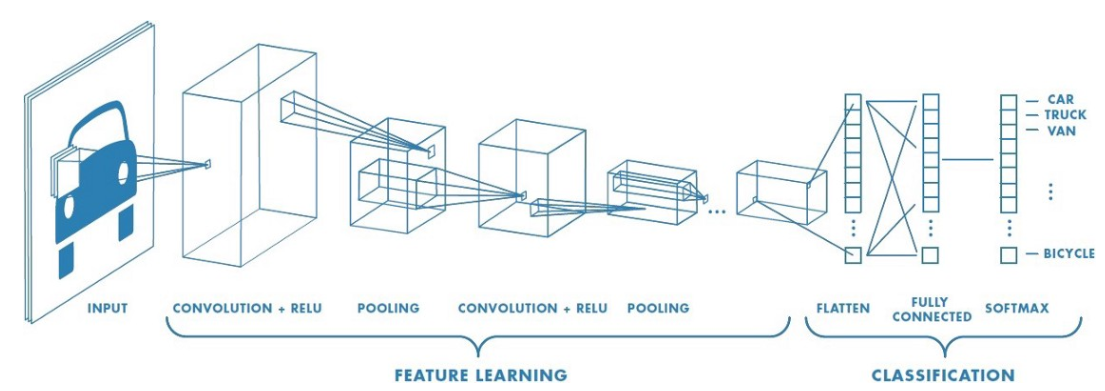 CAR
TRUCK
VAN
BICYCLE
INPUT
CONVOLUTION + RELU
POOLING
CONVOLUTION + RELU
POOLING
...
FLATTEN
FULLY
CONNECTED
SOFTMAX
FEATURE LEARNING
CLASSIFICATION